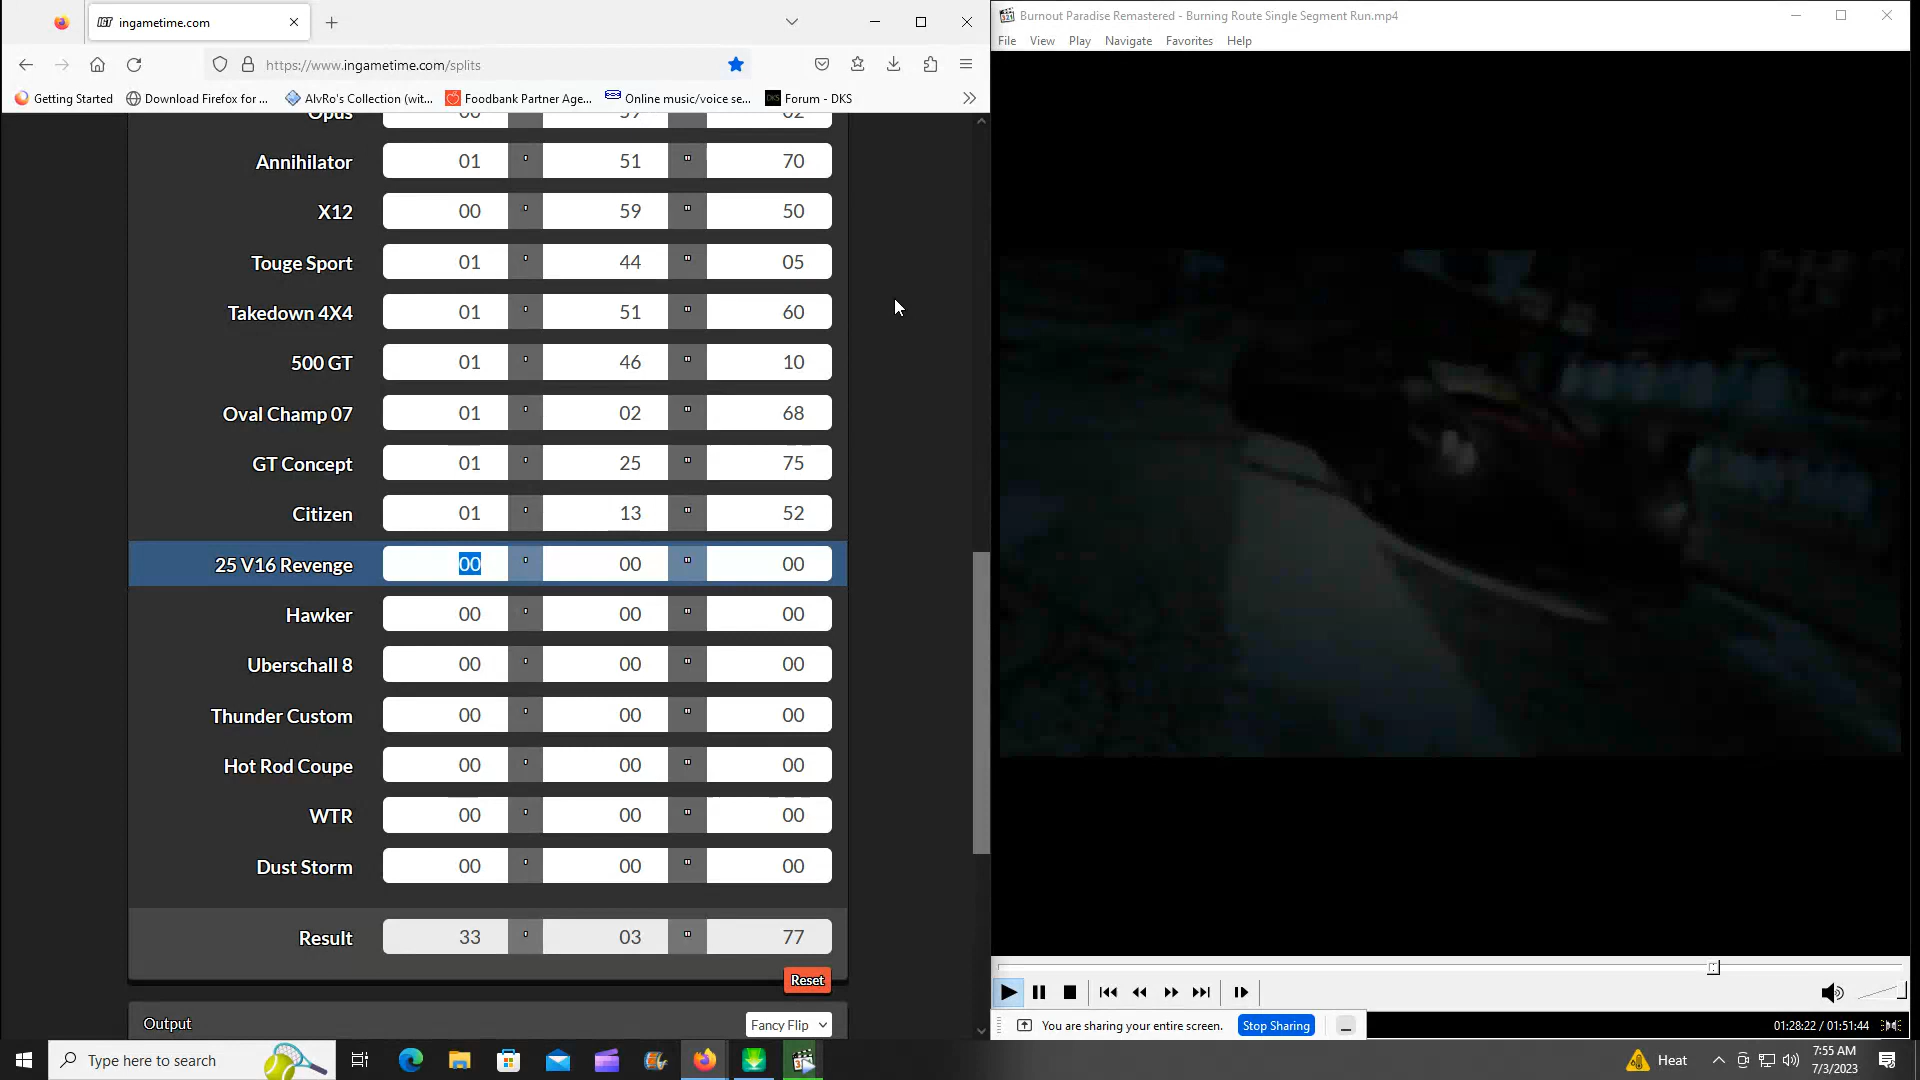 ingametime.com
Burnout Paradise Remastered - Burning Route Single Segment Run.mp4
File View Play Navigate Favorites Help
https://www.ingametime.com/splits
Getting Started
Download Firefox for ...
AlvRo's Collection (wit...
Foodbank Partner Age...
Online music/voice se...
Forum - DKS
Opus
Annihilator 01 ' 51 " 70
X12 00 ' 59 " 50
Touge Sport 01 ' 44 " 05
Takedown 4X4 01 ' 51 " 60
500 GT 01 ' 46 " 10
Oval Champ 07 01 ' 02 " 68
GT Concept 01 ' 25 " 75
Citizen 01 ' 13 " 52
25 V16 Revenge 00 ' 00 " 00
Hawker 00 ' 00 " 00
Uberschall 8 00 ' 00 " 00
Thunder Custom 00 ' 00 " 00
Hot Rod Coupe 00 ' 00 " 00
WTR 00 ' 00 " 00
Dust Storm 00 ' 00 " 00
Result 33 ' 03 " 77
Reset
Output Fancy Flip
You are sharing your entire screen. Stop Sharing
01:28:22 / 01:51:44
Type here to search
Heat
7:55 AM
7/3/2023